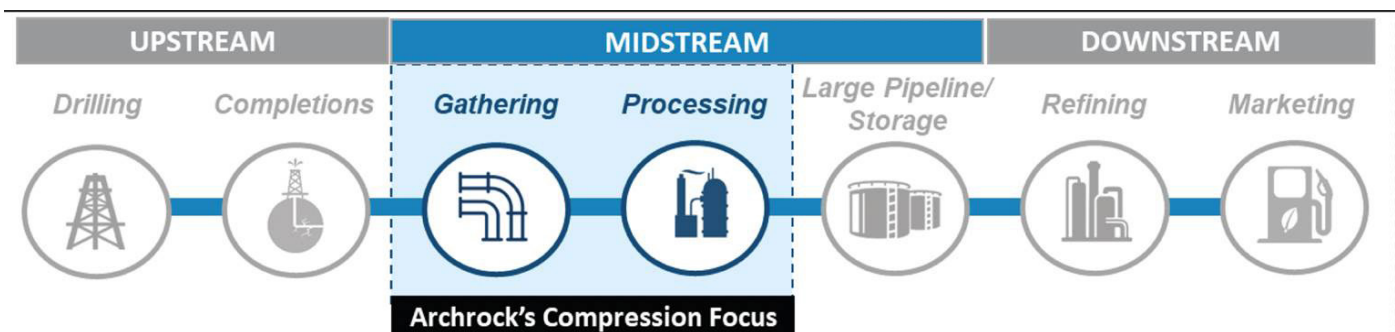 UPSTREAM
MIDSTREAM
DOWNSTREAM
Drilling
Completions
Gathering
Processing
Large Pipeline/
Storage
Refining
Marketing
Archrock's Compression Focus